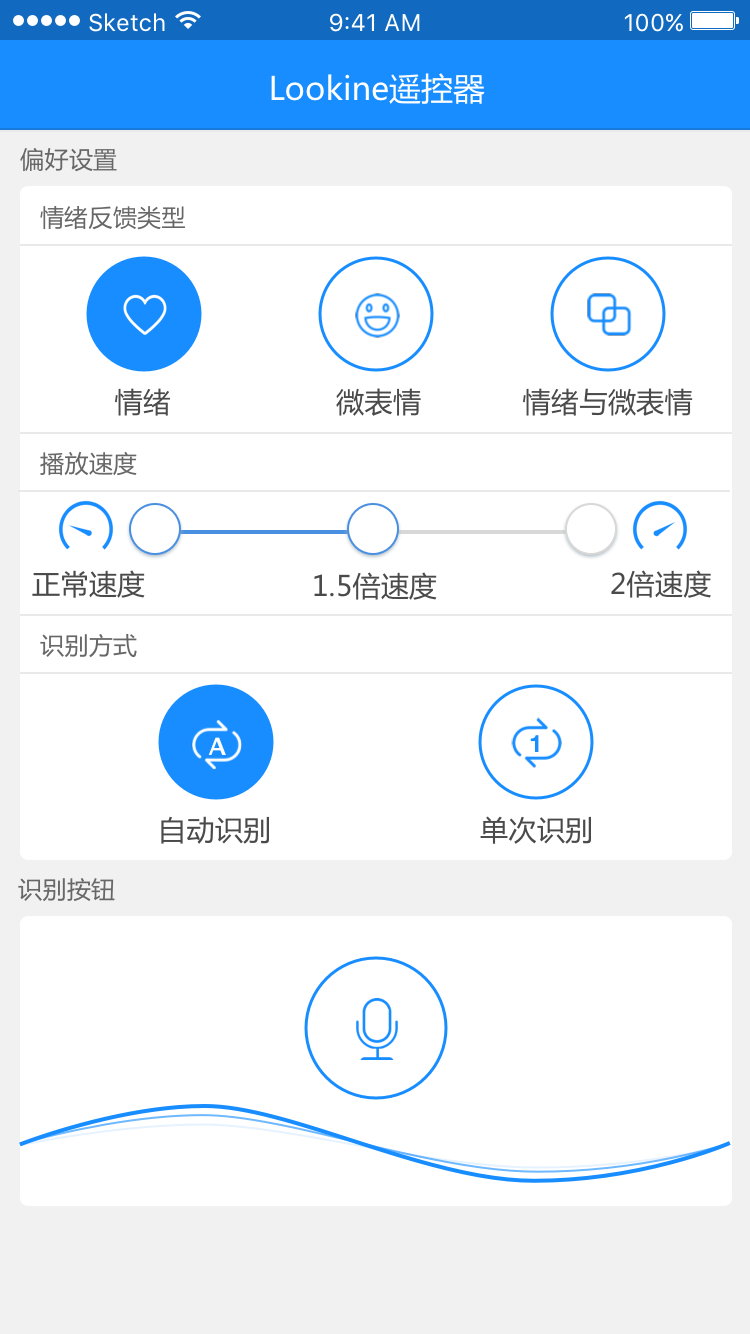 Sketch 9:41 AM 100%
Lookine遥控器
偏好设置
情绪反馈类型
情绪 微表情 情绪与微表情
播放速度
正常速度 1.5倍速度 2倍速度
识别方式
A 1
自动识别 单次识别
识别按钮